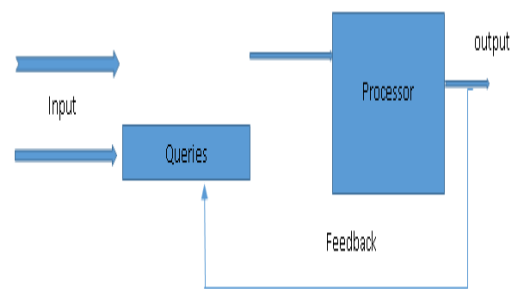 output
Processor
Input
Queries
Feedback